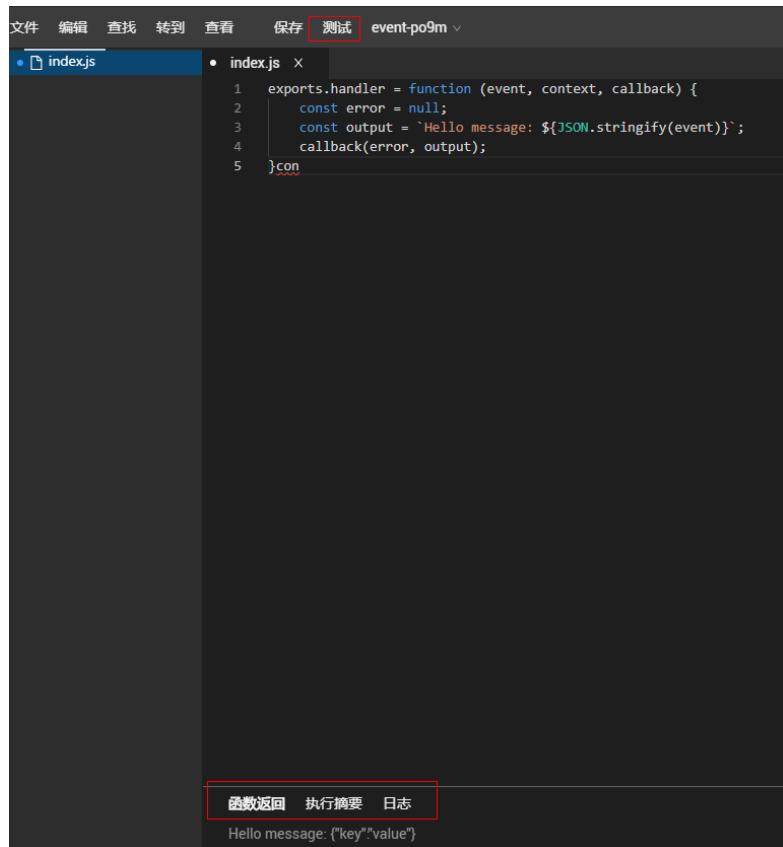 文件 编辑 查找 转到 查看 保存 测试 event-po9m
index.js index.js ×
1 exports.handler = function (event, context, callback) {
2 const error = null;
3 const output = `Hello message: ${JSON.stringify(event)}`;
4 callback(error, output);
5 }con
函数返回 执行摘要 日志
Hello message: {"key":"value"}